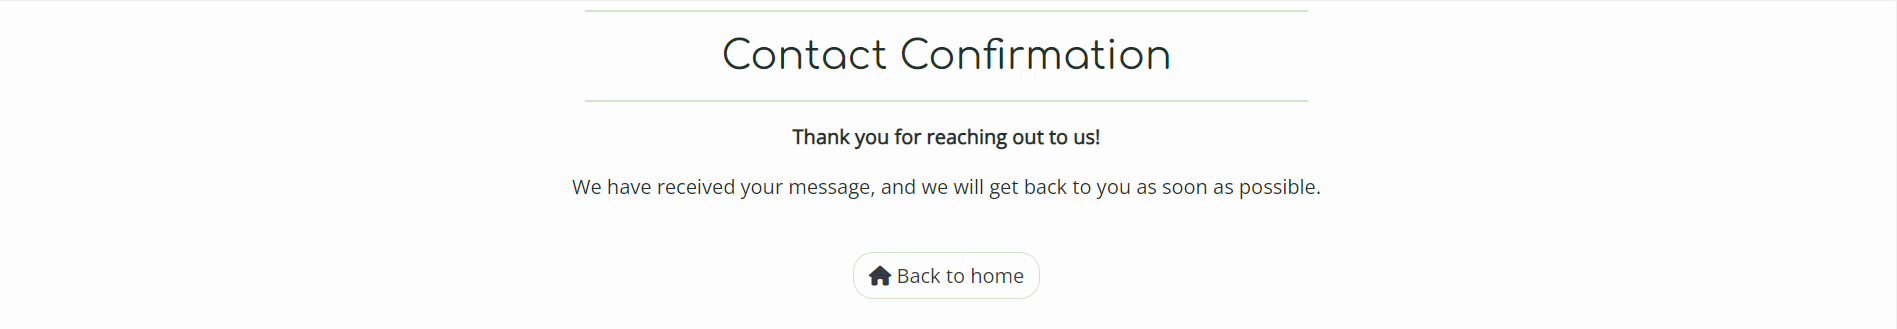 Contact Confirmation
Thank you for reaching out to us!
We have received your message, and we will get back to you as soon as possible.
Back to home